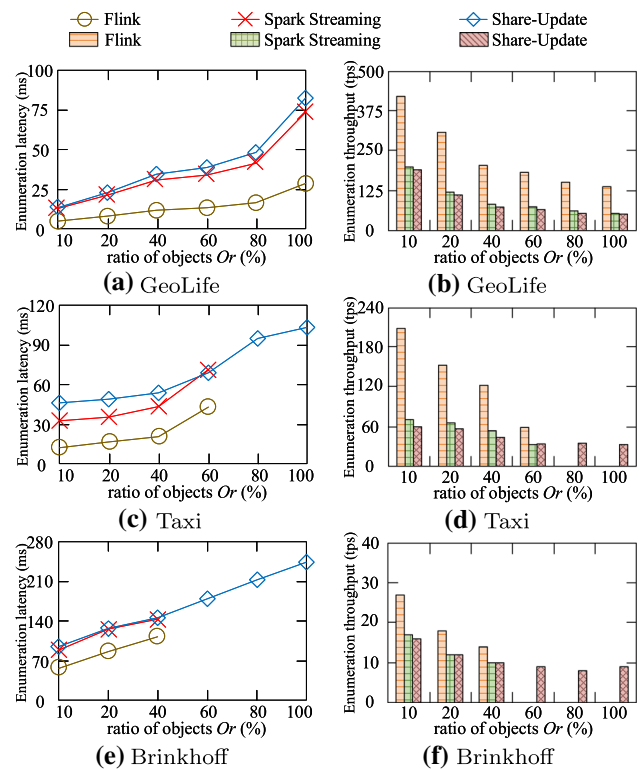 Flink Spark Streaming Share-Update
Flink Spark Streaming Share-Update
Enumeration latency (ms)
100
75
50
25
0
10 20 40 60 80 100
ratio of objects Or (%)
(a) GeoLife
Enumeration throughput (tps)
500
375
250
125
0
10 20 40 60 80 100
ratio of objects Or (%)
(b) GeoLife
Enumeration latency (ms)
120
90
60
30
0
10 20 40 60 80 100
ratio of objects Or (%)
(c) Taxi
Enumeration throughput (tps)
240
180
120
60
0
10 20 40 60 80 100
ratio of objects Or (%)
(d) Taxi
Enumeration latency (ms)
280
210
140
70
0
10 20 40 60 80 100
ratio of objects Or (%)
(e) Brinkhoff
Enumeration throughput (tps)
40
30
20
10
0
10 20 40 60 80 100
ratio of objects Or (%)
(f) Brinkhoff